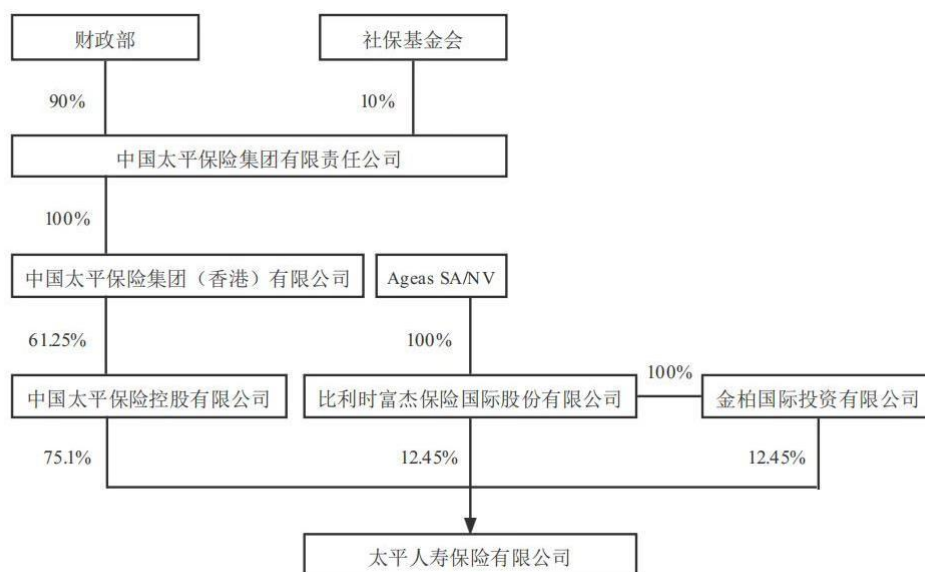 财政部
社保基金会
90%
10%
中国太平保险集团有限责任公司
100%
中国太平保险集团（香港）有限公司
Ageas SA/NV
61.25%
100%
100%
中国太平保险控股有限公司
比利时富杰保险国际股份有限公司
金柏国际投资有限公司
75.1%
12.45%
12.45%
太平人寿保险有限公司